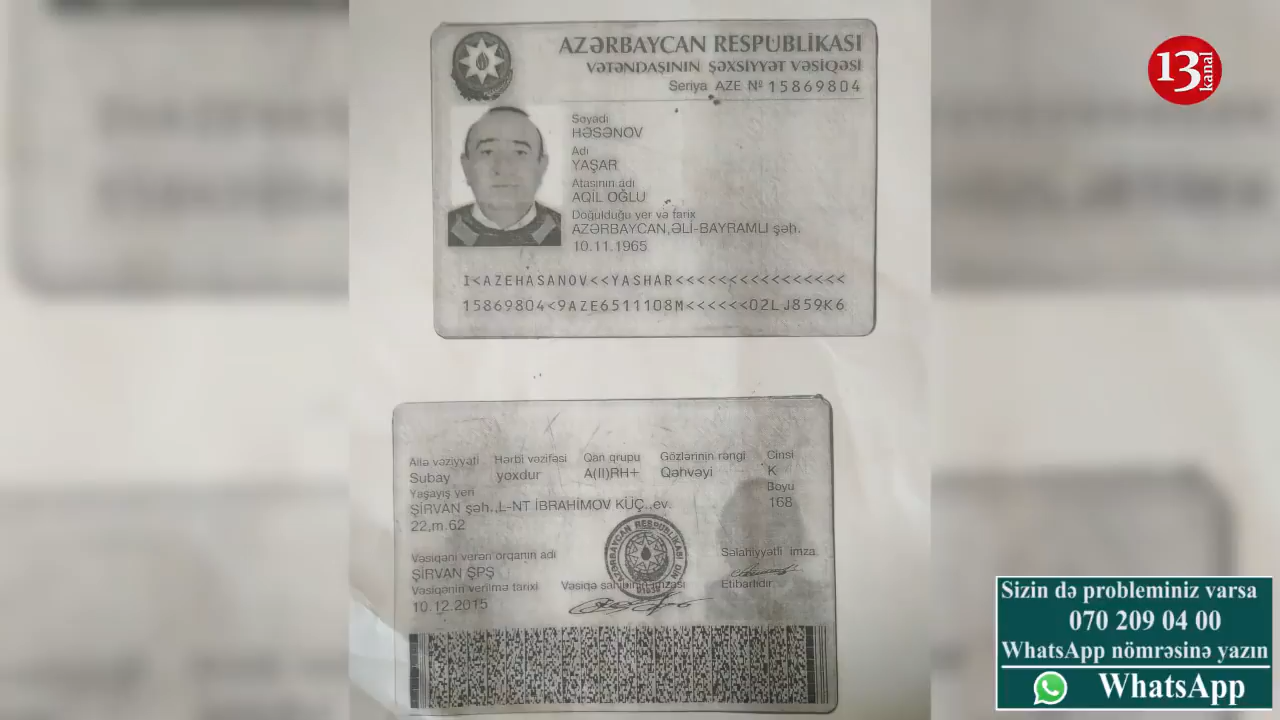 AZƏRBAYCAN RESPUBLİKASI
VƏTƏNDAŞININ ŞƏXSİYYƏT VƏSİQƏSİ
Seriya AZE № 15869804
Soyadı
HƏSƏNOV
Adı
YAŞAR
Atasının adı
AQİL OĞLU
Doğulduğu yer və tarix
AZƏRBAYCAN,ƏLİ-BAYRAMLI şəh.
10.11.1965
I<AZEHASANOV<<YASHAR<<<<<<<<<<<<<<<<
15869804<9AZE6511108M<<<<<<02LJ859K6
Ailə vəziyyəti Hərbi vəzifəsi Qan qrupu Gözlərinin rəngi Cinsi
Subay yoxdur A(II)RH+ Qəhvəyi K
Boyu
168
Yaşayış yeri
ŞİRVAN şəh.,L-NT İBRAHİMOV KÜÇ.,ev.
22,m.62
Vəsiqəni verən orqanın adı
ŞİRVAN ŞPŞ
Səlahiyyətli imza
Vəsiqənin verilmə tarixi Vəsiqə sahibinin imzası Etibarlıdır:
10.12.2015
13 kanal
Sizin də probleminiz varsa
070 209 04 00
WhatsApp nömrəsinə yazın
WhatsApp